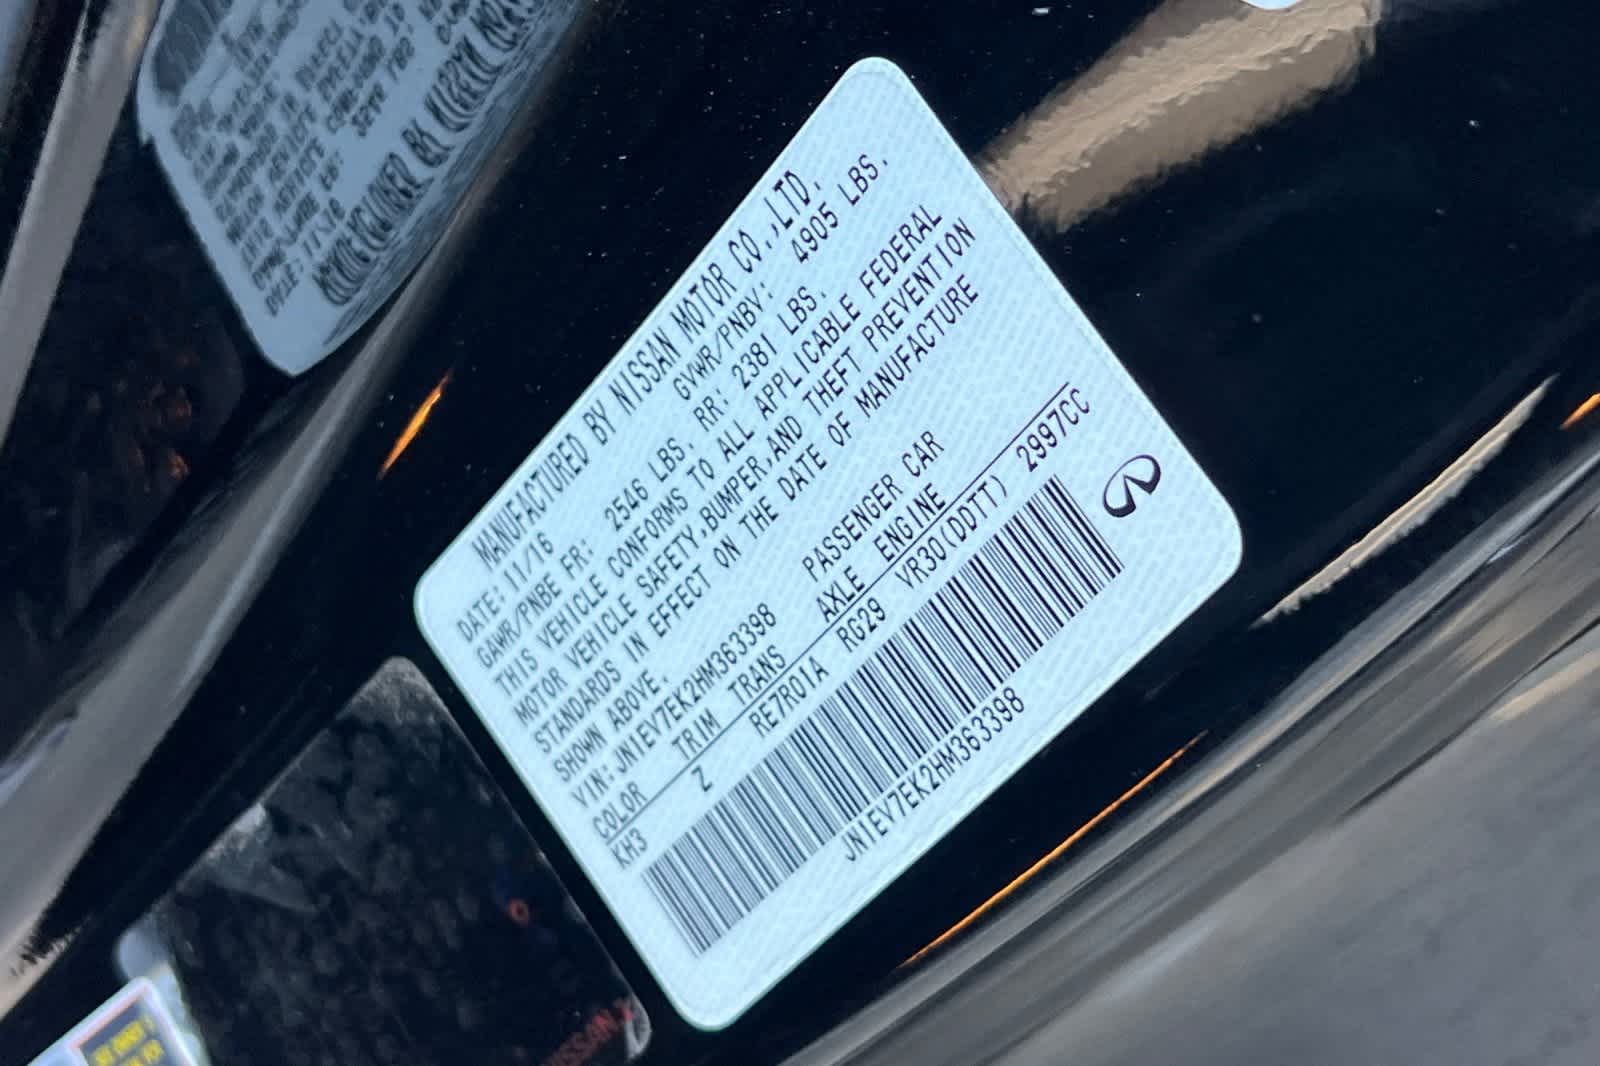 MANUFACTURED BY NISSAN MOTOR CO.,LTD.
DATE: 11/16 GVWR/PNBV: 4905 LBS.
GAWR/PNBE FR: 2546 LBS. RR: 2381 LBS.
THIS VEHICLE CONFORMS TO ALL APPLICABLE FEDERAL
MOTOR VEHICLE SAFETY,BUMPER,AND THEFT PREVENTION
STANDARDS IN EFFECT ON THE DATE OF MANUFACTURE
SHOWN ABOVE.
VIN: JN1EV7EK2HM363398 PASSENGER CAR
COLOR TRIM TRANS AXLE ENGINE
KH3 Z RE7R01A RG29 VR30(DDTT) 2997CC
JN1EV7EK2HM363398